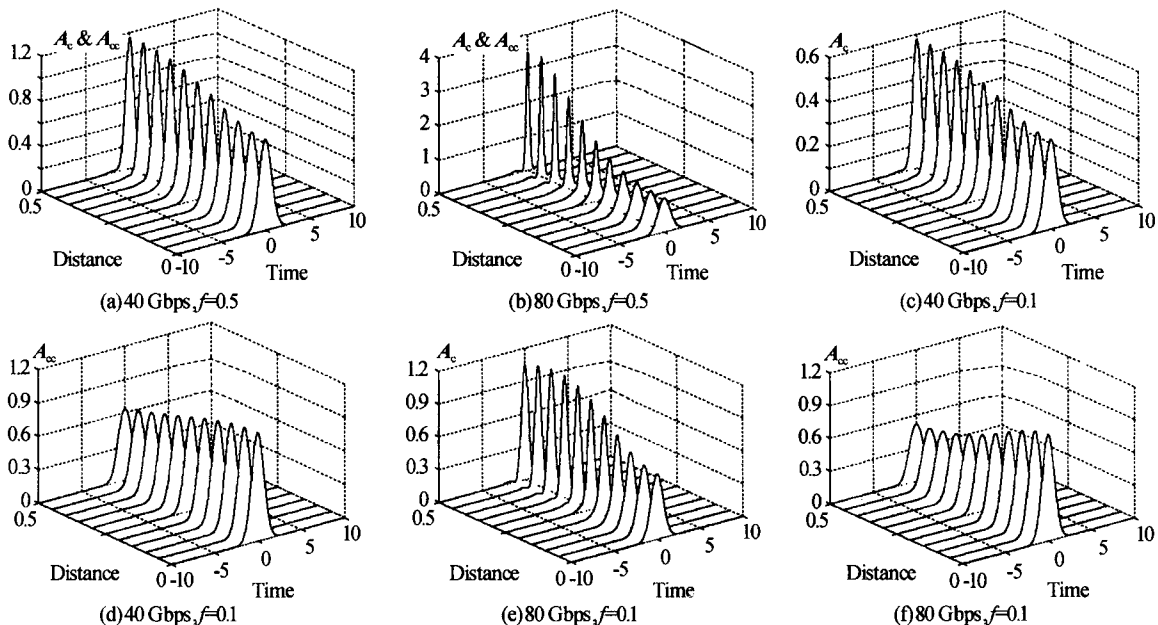 A_c & A_cc
1.2
0.8
0.4
0
0.5
Distance
0 -10
-5
0
5
10
Time
(a)40 Gbps,f=0.5
A_c & A_cc
4
3
2
1
0
0.5
Distance
0 -10
-5
0
5
10
Time
(b)80 Gbps,f=0.5
A_c
0.6
0.4
0.2
0
0.5
Distance
0 -10
-5
0
5
10
Time
(c)40 Gbps,f=0.1
A_cc
1.2
0.9
0.6
0.3
0
0.5
Distance
0 -10
-5
0
5
10
Time
(d)40 Gbps,f=0.1
A_c
1.2
0.9
0.6
0.3
0
0.5
Distance
0 -10
-5
0
5
10
Time
(e)80 Gbps,f=0.1
A_cc
1.2
0.9
0.6
0.3
0
0.5
Distance
0 -10
-5
0
5
10
Time
(f)80 Gbps,f=0.1